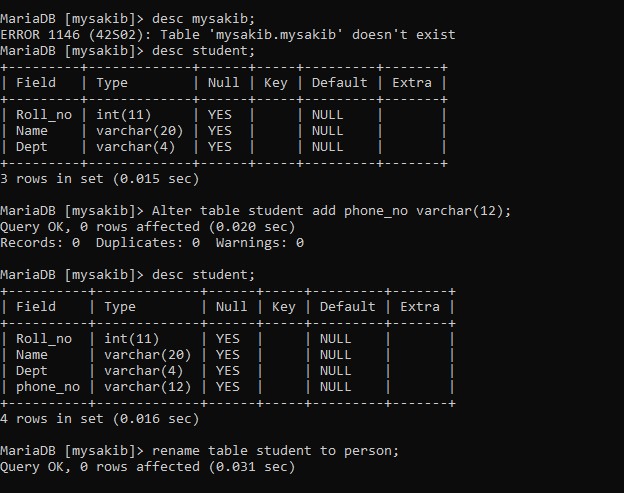 MariaDB [mysakib]> desc mysakib;
ERROR 1146 (42S02): Table 'mysakib.mysakib' doesn't exist
MariaDB [mysakib]> desc student;
+---------+-------------+------+-----+---------+-------+
| Field   | Type        | Null | Key | Default | Extra |
+---------+-------------+------+-----+---------+-------+
| Roll_no | int(11)     | YES  |     | NULL    |       |
| Name    | varchar(20) | YES  |     | NULL    |       |
| Dept    | varchar(4)  | YES  |     | NULL    |       |
+---------+-------------+------+-----+---------+-------+
3 rows in set (0.015 sec)

MariaDB [mysakib]> Alter table student add phone_no varchar(12);
Query OK, 0 rows affected (0.020 sec)
Records: 0  Duplicates: 0  Warnings: 0

MariaDB [mysakib]> desc student;
+----------+-------------+------+-----+---------+-------+
| Field    | Type        | Null | Key | Default | Extra |
+----------+-------------+------+-----+---------+-------+
| Roll_no  | int(11)     | YES  |     | NULL    |       |
| Name     | varchar(20) | YES  |     | NULL    |       |
| Dept     | varchar(4)  | YES  |     | NULL    |       |
| phone_no | varchar(12) | YES  |     | NULL    |       |
+----------+-------------+------+-----+---------+-------+
4 rows in set (0.016 sec)

MariaDB [mysakib]> rename table student to person;
Query OK, 0 rows affected (0.031 sec)